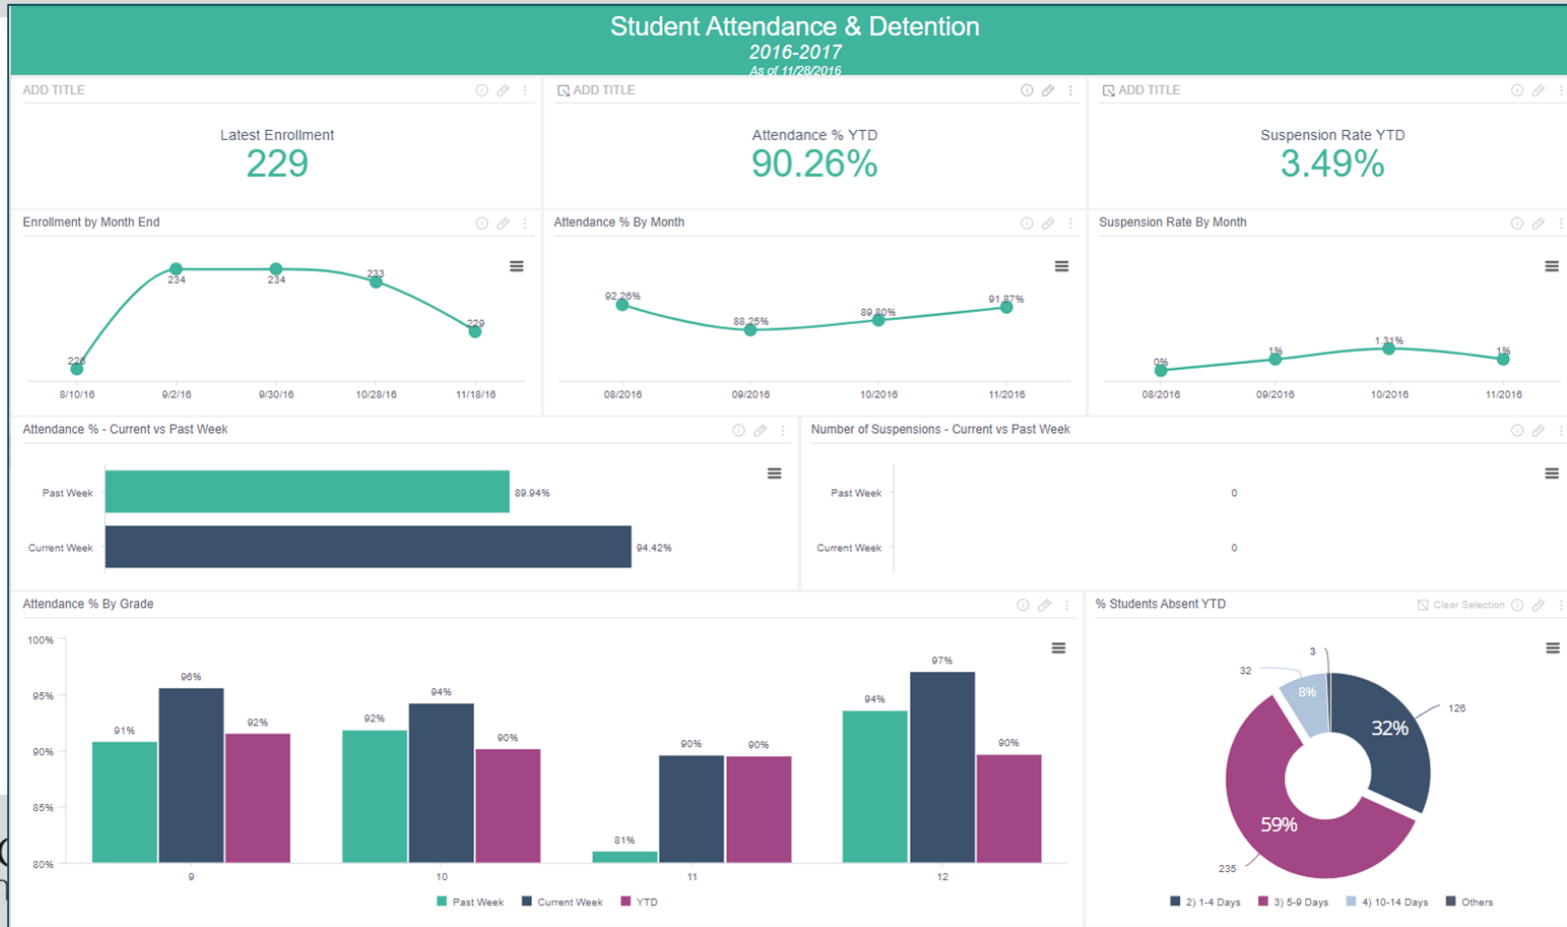 Student Attendance & Detention
2016-2017
As of 11/28/2016
ADD TITLE
ADD TITLE
ADD TITLE
Latest Enrollment
229
Attendance % YTD
90.26%
Suspension Rate YTD
3.49%
Enrollment by Month End
234
234
233
229
8/10/16
9/2/16
9/30/16
10/28/16
11/18/16
Attendance % By Month
92.26%
88.25%
89.80%
91.87%
08/2016
09/2016
10/2016
11/2016
Suspension Rate By Month
0%
1%
1.31%
1%
08/2016
09/2016
10/2016
11/2016
Attendance % - Current vs Past Week
Past Week
89.94%
Current Week
94.42%
Number of Suspensions - Current vs Past Week
Past Week
0
Current Week
0
Attendance % By Grade
100%
95%
90%
85%
80%
91%
96%
92%
92%
94%
90%
81%
90%
90%
94%
97%
90%
9
10
11
12
Past Week
Current Week
YTD
% Students Absent YTD
Clear Selection
3
32
8%
126
32%
59%
235
2) 1-4 Days
3) 5-9 Days
4) 10-14 Days
Others